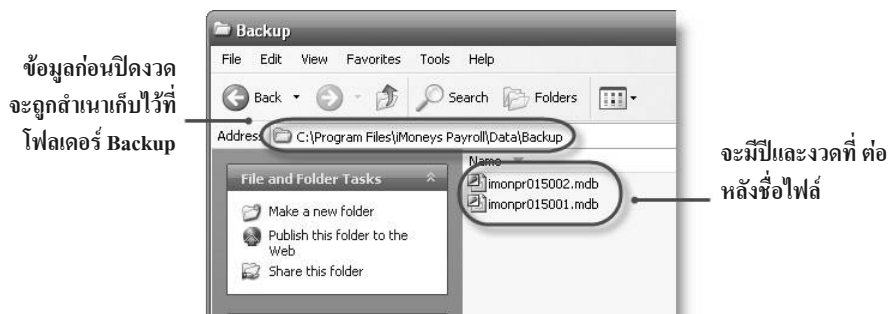 Backup
File Edit View Favorites Tools Help
Back Search Folders
Address C:\Program Files\iMoneys Payroll\Data\Backup
ข้อมูลก่อนปิดงวด
จะถูกสำเนาเก็บไว้ที่
โฟลเดอร์ Backup
File and Folder Tasks
Make a new folder
Publish this folder to the
Web
Share this folder
Name
imonpr015002.mdb
imonpr015001.mdb
จะมีปีและงวดที่ ต่อ
หลังชื่อไฟล์